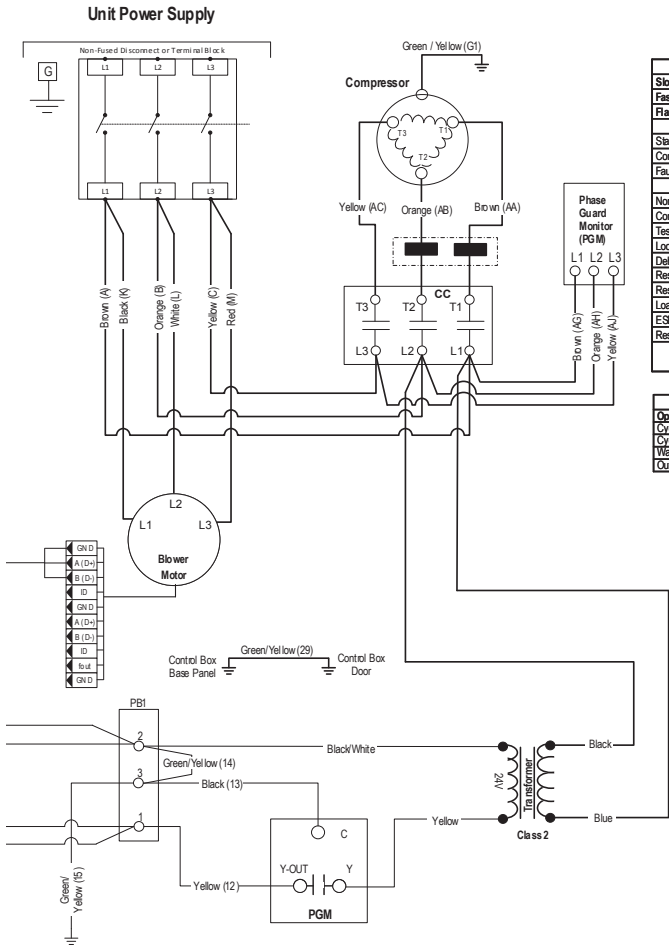 Unit Power Supply
Non-Fused Disconnect or Terminal Block
G
L1
L2
L3
L1
L2
L3
Green / Yellow (G1)
Compressor
T3
T1
T2
Yellow (AC)
Orange (AB)
Brown (AA)
Phase
Guard
Monitor
(PGM)
L1 L2 L3
Brown (AG)
Orange (AH)
Yellow (AJ)
CC
T3
T2
T1
L3
L2
L1
Brown (A)
Black (K)
Orange (B)
White (L)
Yellow (C)
Red (M)
L1
L2
L3
Blower
Motor
GND
A (D+)
B (D-)
ID
GND
A (D+)
B (D-)
ID
fout
GND
Control Box
Base Panel
Green/Yellow (29)
Control Box
Door
PB1
2
3
1
Green/Yellow (14)
Black/White
Black (13)
Green/
Yellow (15)
Yellow (12)
C
Y-OUT
Y
PGM
Yellow
24V
Transformer
Class 2
Black
Blue